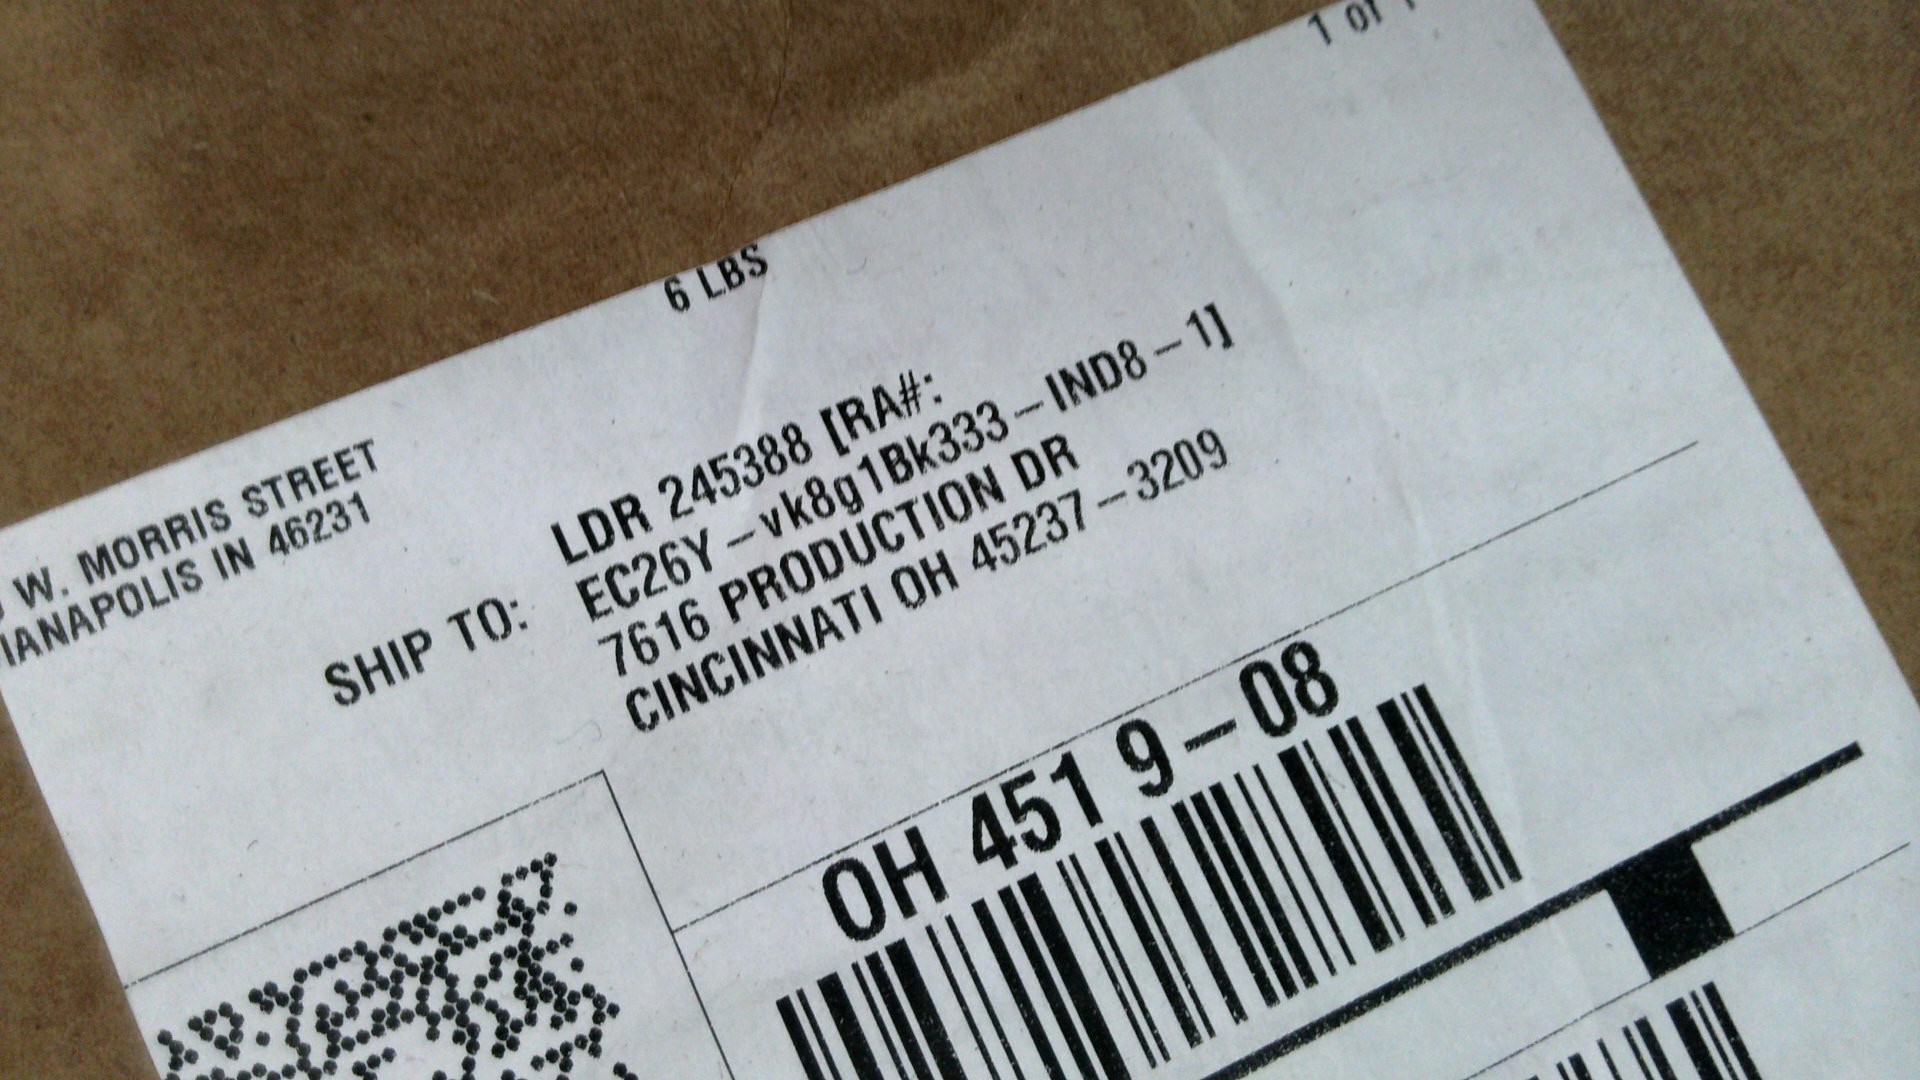 1 of 1
6 LBS
W. MORRIS STREET
IANAPOLIS IN 46231
SHIP TO:
LDR 245388 [RA#:
EC26Y-vk8g1Bk333-IND8-1]
7616 PRODUCTION DR
CINCINNATI OH 45237-3209
OH 451 9-08